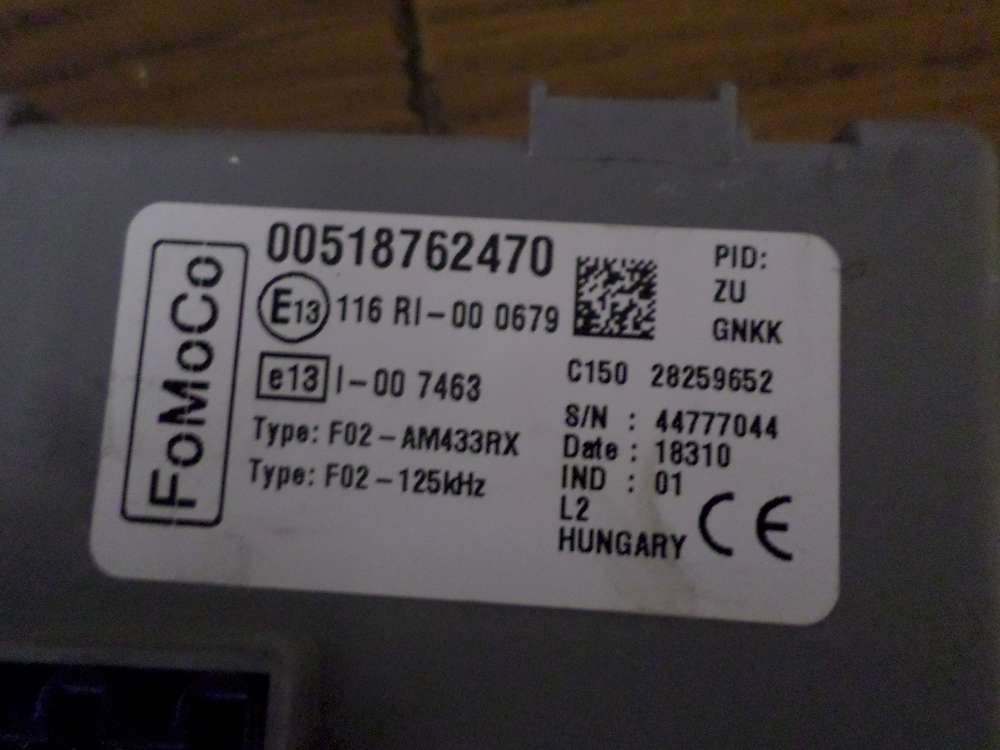 FoMoCo
00518762470
E13 116 RI-00 0679
e13 I-00 7463
Type: F02-AM433RX
Type: F02-125kHz
PID:
ZU
GNKK
C150 28259652
S/N : 44777044
Date : 18310
IND : 01
L2
HUNGARY CE